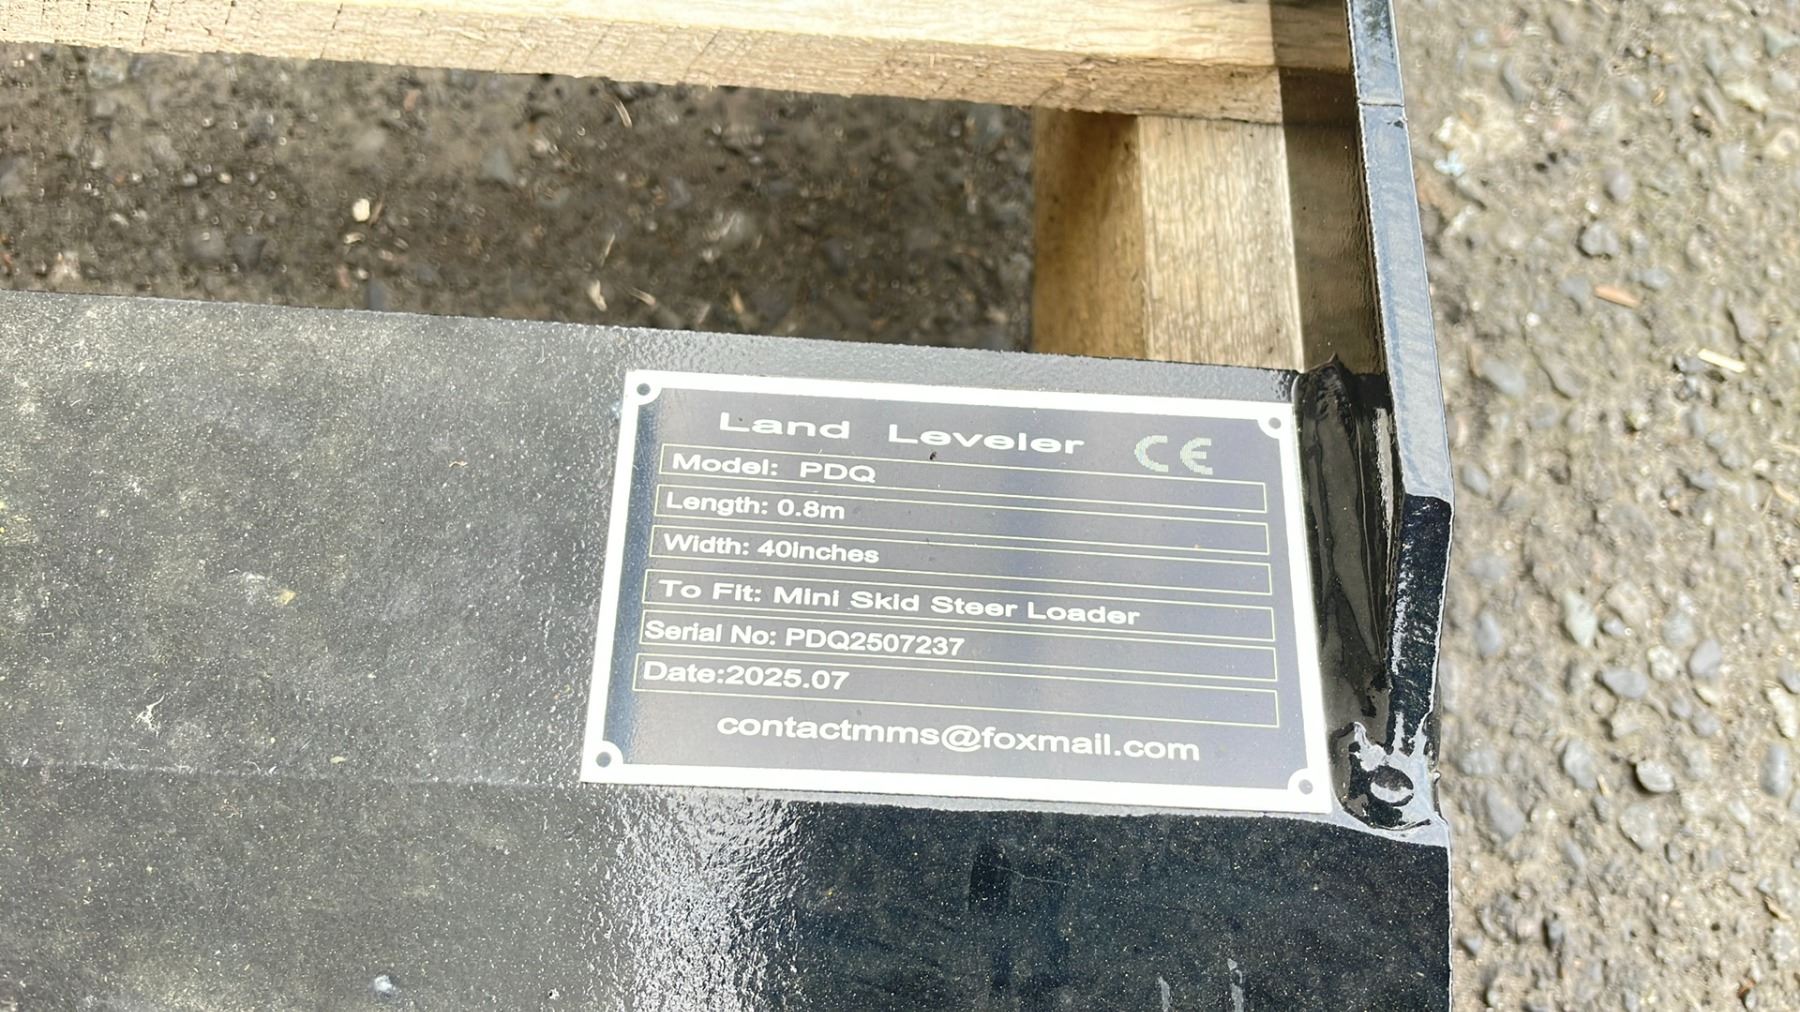 Land Leveler CE
Model: PDQ
Length: 0.8m
Width: 40inches
To Fit: Mini Skid Steer Loader
Serial No: PDQ2507237
Date:2025.07
contactmms@foxmail.com